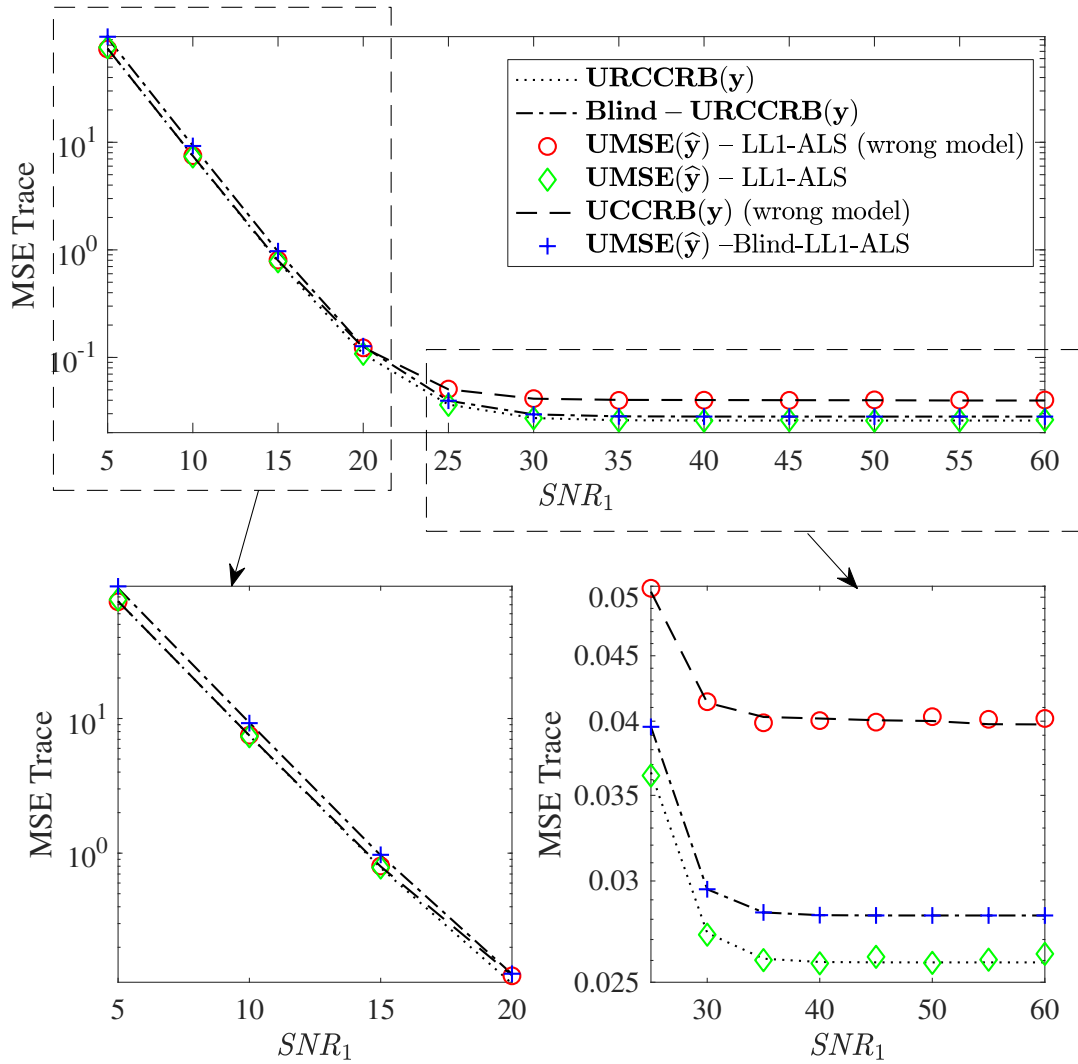 MSE Trace
10^1
10^0
10^-1
URCCRB(y)
Blind − URCCRB(y)
UMSE(ŷ) – LL1-ALS (wrong model)
UMSE(ŷ) – LL1-ALS
UCCRB(y) (wrong model)
UMSE(ŷ) –Blind-LL1-ALS
5 10 15 20 25 30 35 40 45 50 55 60
SNR₁
MSE Trace
10^1
10^0
5 10 15 20
SNR₁
MSE Trace
0.05
0.045
0.04
0.035
0.03
0.025
30 40 50 60
SNR₁